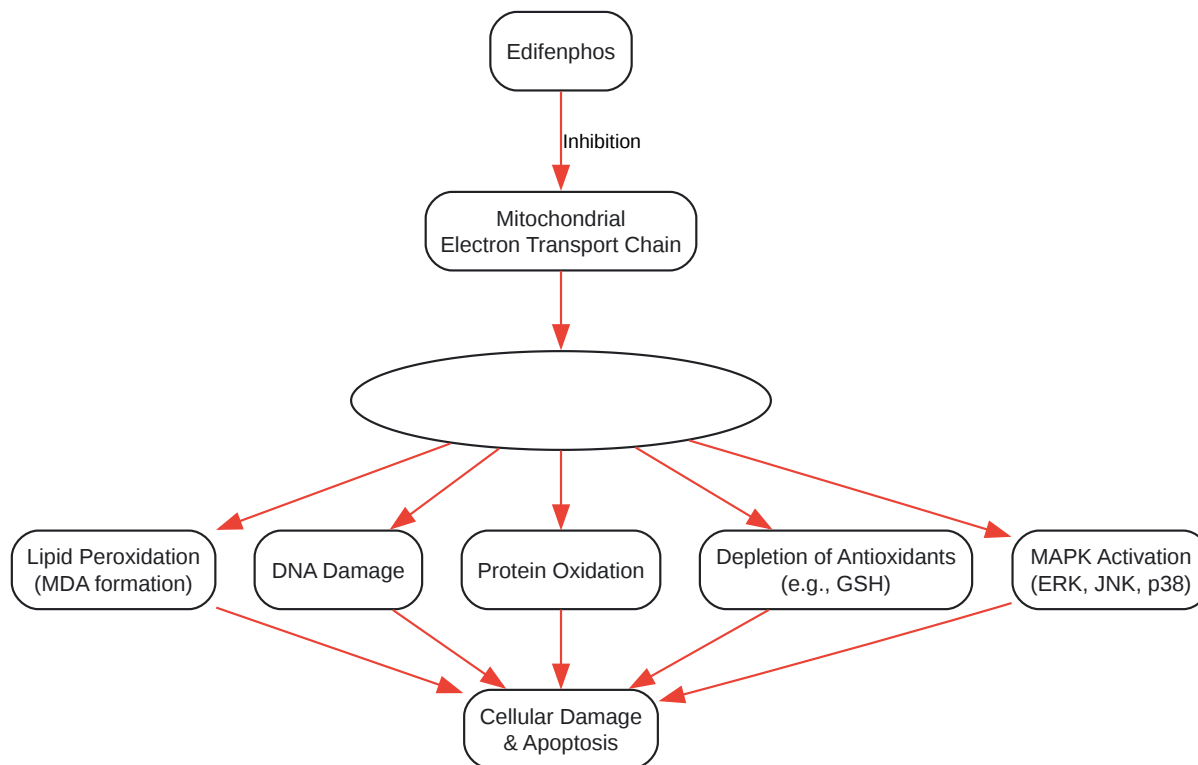 Edifenphos
Inhibition
Mitochondrial
Electron Transport Chain
Lipid Peroxidation
(MDA formation)
DNA Damage
Protein Oxidation
Depletion of Antioxidants
(e.g., GSH)
MAPK Activation
(ERK, JNK, p38)
Cellular Damage
& Apoptosis